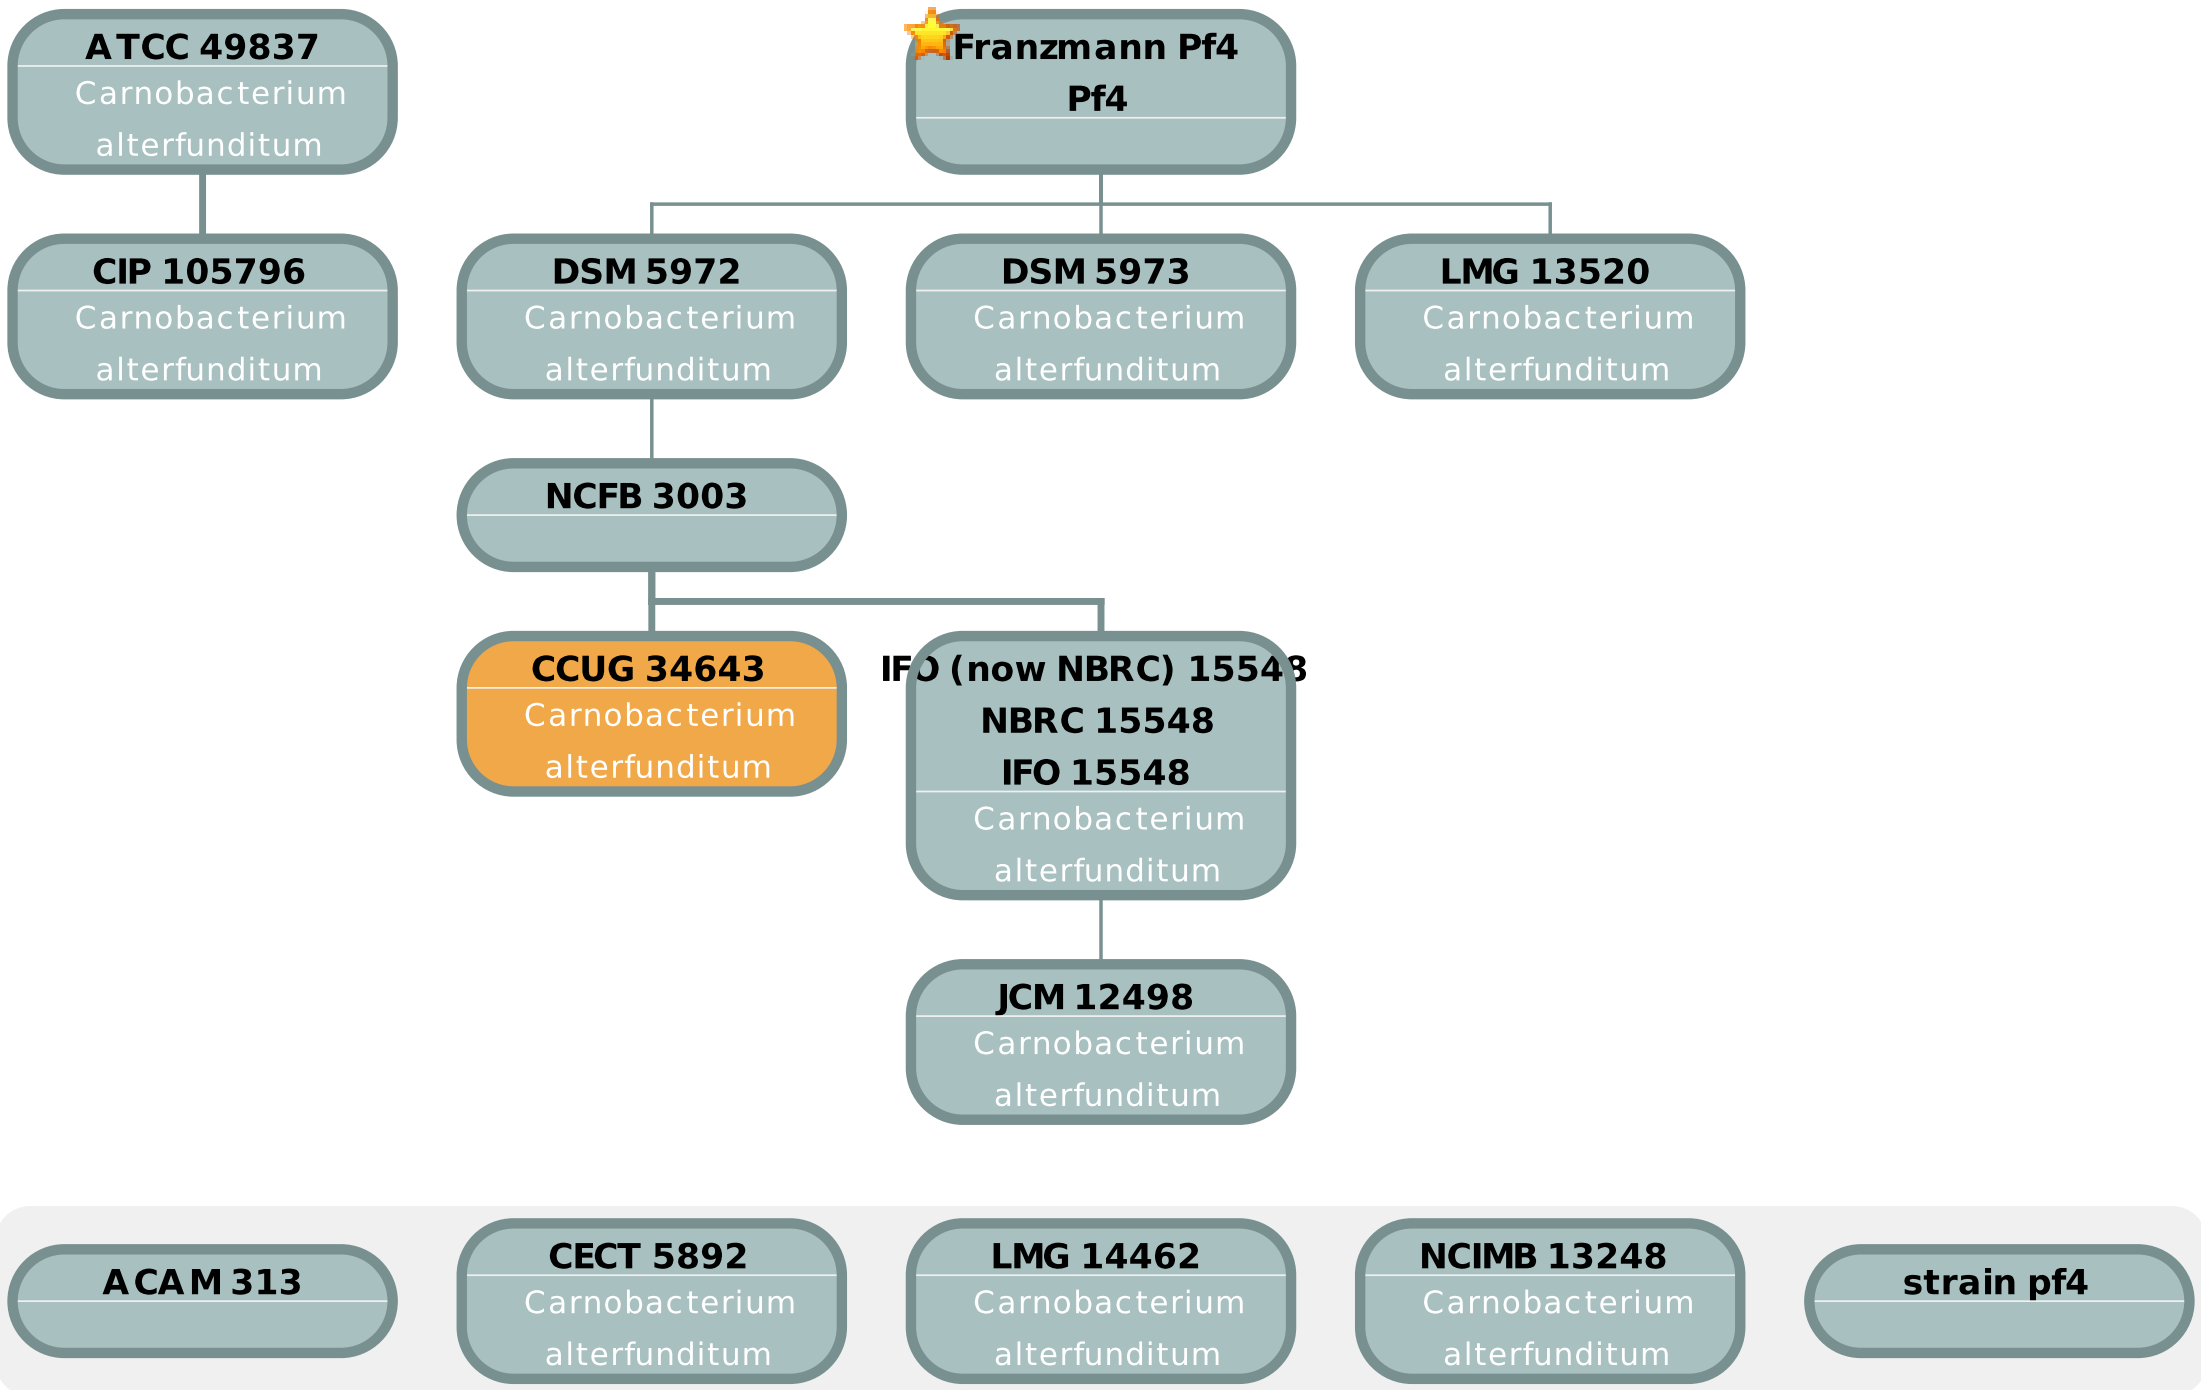 ATCC 49837
Carnobacterium
alterfunditum
Franzmann Pf4
Pf4
CIP 105796
Carnobacterium
alterfunditum
DSM 5972
Carnobacterium
alterfunditum
DSM 5973
Carnobacterium
alterfunditum
LMG 13520
Carnobacterium
alterfunditum
NCFB 3003
CCUG 34643
Carnobacterium
alterfunditum
IFO (now NBRC) 15548
NBRC 15548
IFO 15548
Carnobacterium
alterfunditum
JCM 12498
Carnobacterium
alterfunditum
ACAM 313
CECT 5892
Carnobacterium
alterfunditum
LMG 14462
Carnobacterium
alterfunditum
NCIMB 13248
Carnobacterium
alterfunditum
strain pf4